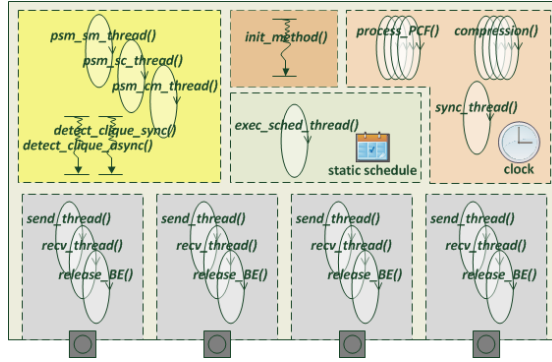 psm_sm_thread()
psm_sc_thread()
psm_cm_thread()
detect_clique_sync()
detect_clique_async()
init_method()
process_PCF()
compression()
sync_thread()
clock
exec_sched_thread()
static schedule
send_thread()
recv_thread()
release_BE()
send_thread()
recv_thread()
release_BE()
send_thread()
recv_thread()
release_BE()
send_thread()
recv_thread()
release_BE()